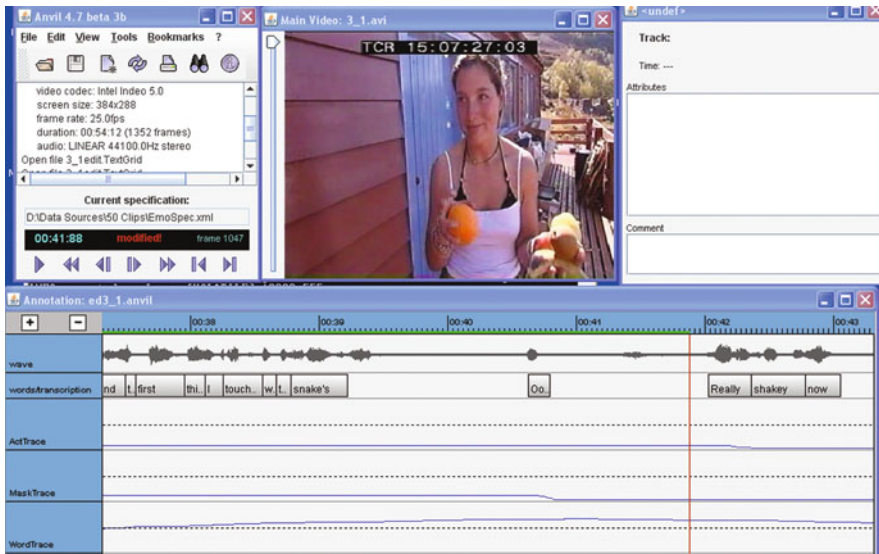 Anvil 4.7 beta 3b
File Edit View Tools Bookmarks ?
video codec: Intel Indeo 5.0
screen size: 384x288
frame rate: 25.0fps
duration: 00:54:12 (1352 frames)
audio: LINEAR 44100.0Hz stereo
Open file 3_1edit.TextGrid
Current specification:
D:\Data Sources\50 Clips\EmoSpec.xml
00:41:88 modified! frame 1047
Main Video: 3_1.avi
TCR 15:07:27:03
<undef>
Track:
Time: ---
Attributes
Comment
Annotation: ed3_1.anvil
+ -
00:38 00:39 00:40 00:41 00:42 00:43
wave
words/transcription nd t.. first thi.. I touch.. w.. t.. snake's Oo.. Really shakey now
ActTrace
MaskTrace
WordTrace